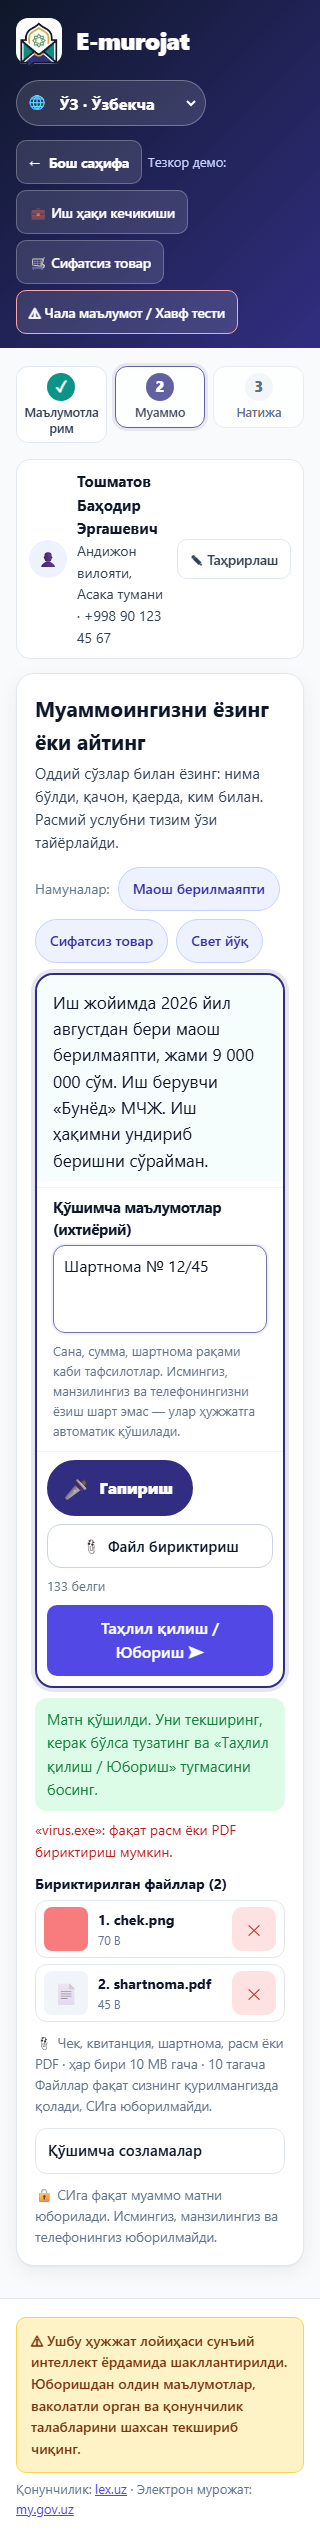 E-murojat
🌐 ЎЗ · Ўзбекча
← Бош саҳифа Тезкор демо:
💼 Иш ҳақи кечикиши
🛒 Сифатсиз товар
⚠ Чала маълумот / Хавф тести
✓ 2 3
Маълумотла
рим
Муаммо
Натижа
Тошматов
Баҳодир
Эргашевич
Андижон
вилояти,
Асака тумани
· +998 90 123
45 67
✎ Таҳрирлаш
Муаммоингизни ёзинг
ёки айтинг
Оддий сўзлар билан ёзинг: нима
бўлди, қачон, қаерда, ким билан.
Расмий услубни тизим ўзи
тайёрлайди.
Намуналар: Маош берилмаяпти
Сифатсиз товар Свет йўқ
Иш жойимда 2026 йил
августдан бери маош
берилмаяпти, жами 9 000
000 сўм. Иш берувчи
«Бунёд» МЧЖ. Иш
ҳақимни ундириб
беришни сўрайман.
Қўшимча маълумотлар
(ихтиёрий)
Шартнома № 12/45
Сана, сумма, шартнома рақами
каби тафсилотлар. Исмингиз,
манзилингиз ва телефонингизни
ёзиш шарт эмас — улар ҳужжатга
автоматик қўшилади.
🎤 Гапириш
📎 Файл бириктириш
133 белги
Таҳлил қилиш /
Юбориш ➤
Матн қўшилди. Уни текширинг,
керак бўлса тузатинг ва «Таҳлил
қилиш / Юбориш» тугмасини
босинг.
«virus.exe»: фақат расм ёки PDF
бириктириш мумкин.
Бириктирилган файллар (2)
1. chek.png
70 B
×
2. shartnoma.pdf
45 B
×
📎 Чек, квитанция, шартнома, расм ёки
PDF · ҳар бири 10 MB гача · 10 тагача
Файллар фақат сизнинг қурилмангизда
қолади, СИга юборилмайди.
Қўшимча созламалар
🔒 СИга фақат муаммо матни
юборилади. Исмингиз, манзилингиз ва
телефонингиз юборилмайди.
⚠ Ушбу ҳужжат лойиҳаси сунъий
интеллект ёрдамида шакллантирилди.
Юборишдан олдин маълумотлар,
ваколатли орган ва қонунчилик
талабларини шахсан текшириб
чиқинг.
Қонунчилик: lex.uz · Электрон мурожат:
my.gov.uz